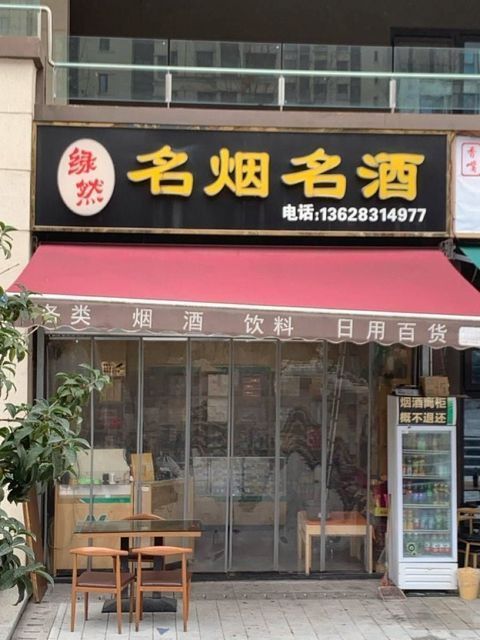 绿然
名烟名酒
电话:13628314977
各类 烟酒 饮料 日用百货
烟酒离柜
概不退还